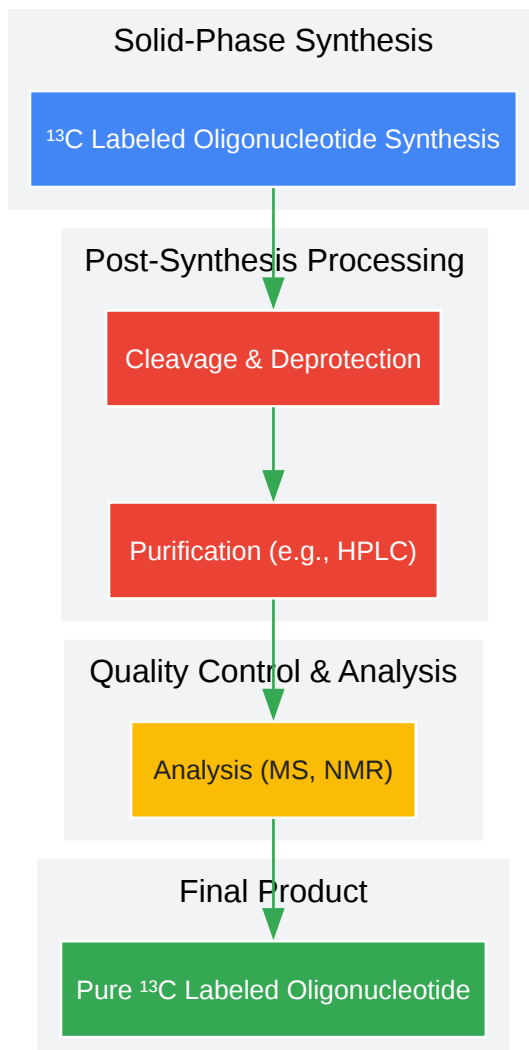 Solid-Phase Synthesis
¹³C Labeled Oligonucleotide Synthesis
Post-Synthesis Processing
Cleavage & Deprotection
Purification (e.g., HPLC)
Quality Control & Analysis
Analysis (MS, NMR)
Final Product
Pure ¹³C Labeled Oligonucleotide